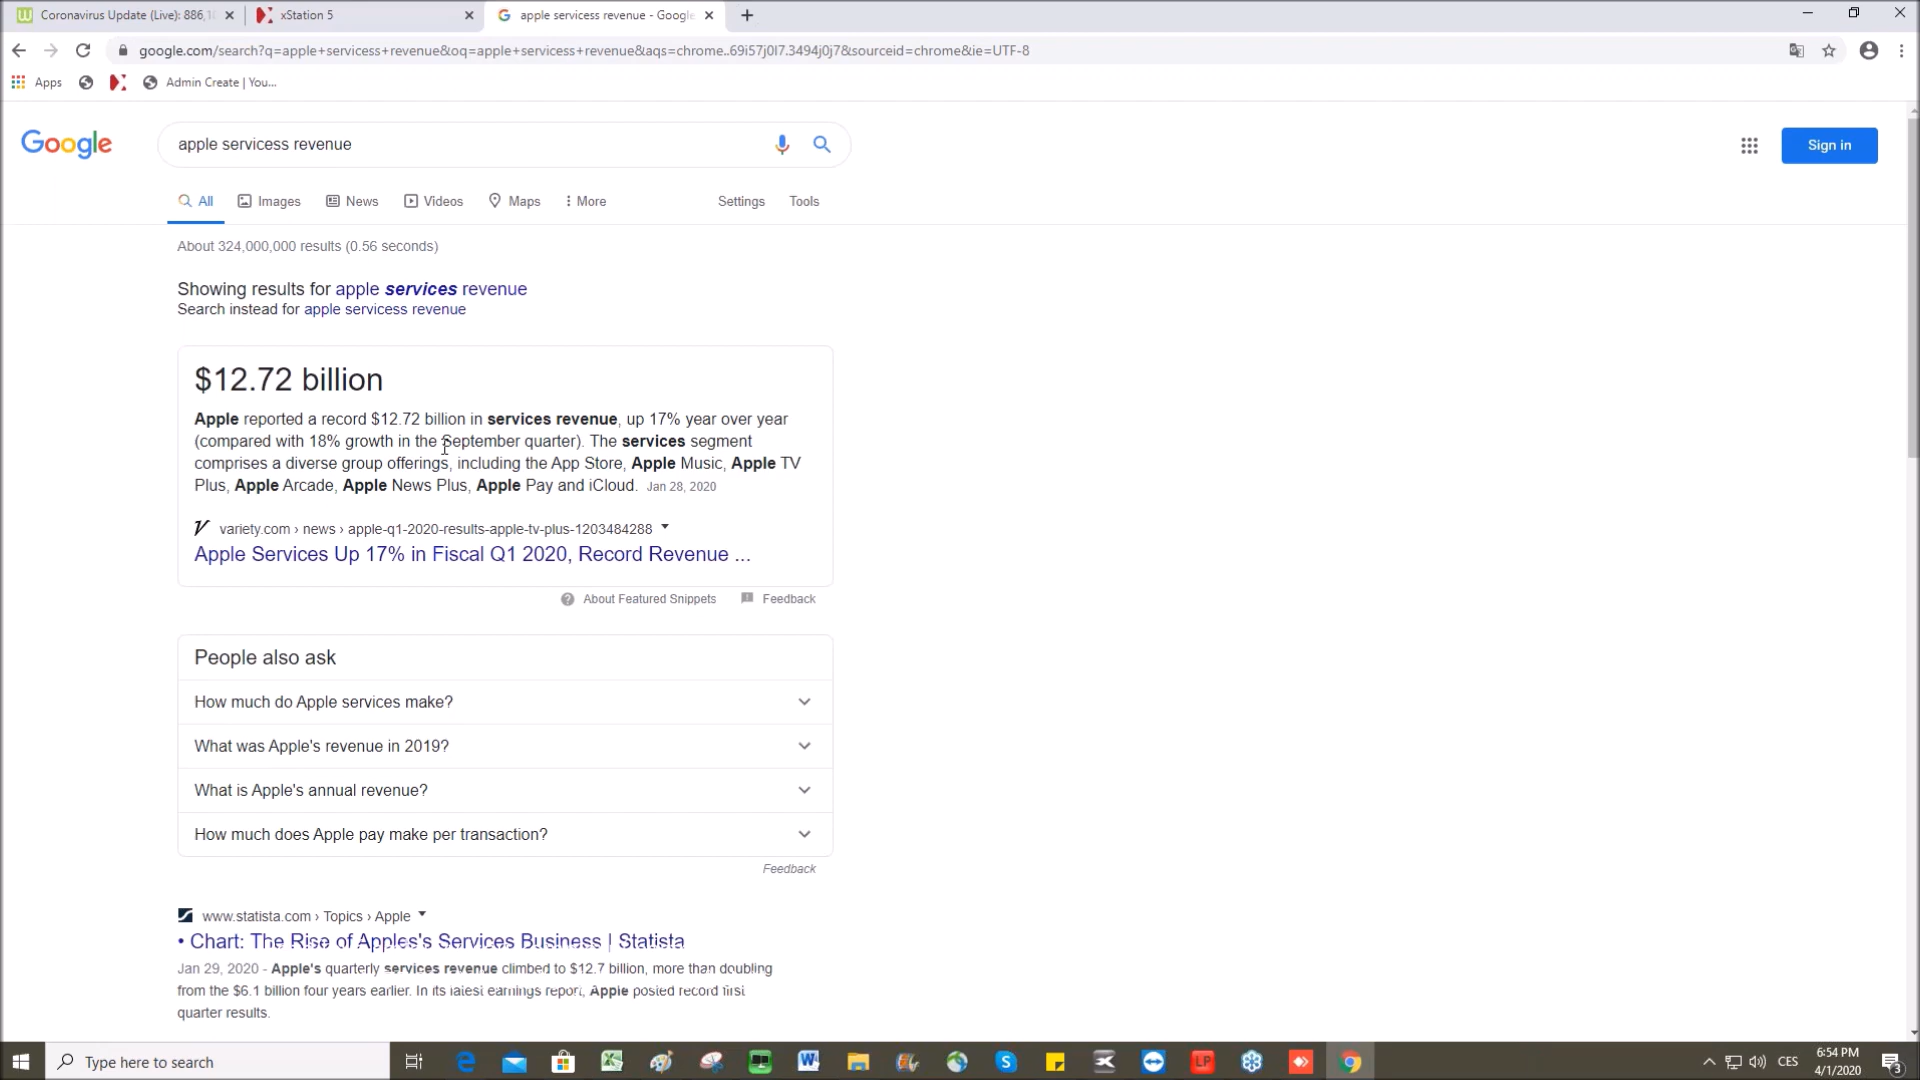 Coronavirus Update (Live): 886,1
xStation 5
apple servicess revenue - Google
google.com/search?q=apple+servicess+revenue&oq=apple+servicess+revenue&aqs=chrome..69i57j0l7.3494j0j7&sourceid=chrome&ie=UTF-8
Apps
Admin Create | You...
Google
apple servicess revenue
Sign in
All
Images
News
Videos
Maps
More
Settings
Tools
About 324,000,000 results (0.56 seconds)
Showing results for apple services revenue
Search instead for apple servicess revenue
$12.72 billion
Apple reported a record $12.72 billion in services revenue, up 17% year over year
(compared with 18% growth in the September quarter). The services segment
comprises a diverse group offerings, including the App Store, Apple Music, Apple TV
Plus, Apple Arcade, Apple News Plus, Apple Pay and iCloud. Jan 28, 2020
variety.com › news › apple-q1-2020-results-apple-tv-plus-1203484288
Apple Services Up 17% in Fiscal Q1 2020, Record Revenue ...
About Featured Snippets
Feedback
People also ask
How much do Apple services make?
What was Apple's revenue in 2019?
What is Apple's annual revenue?
How much does Apple pay make per transaction?
Feedback
www.statista.com › Topics › Apple
• Chart: The Rise of Apples's Services Business | Statista
Jan 29, 2020 - Apple's quarterly services revenue climbed to $12.7 billion, more than doubling
from the $6.1 billion four years earlier. In its latest earnings report, Apple posted record first
quarter results.
Type here to search
LP
CES
6:54 PM
4/1/2020
3